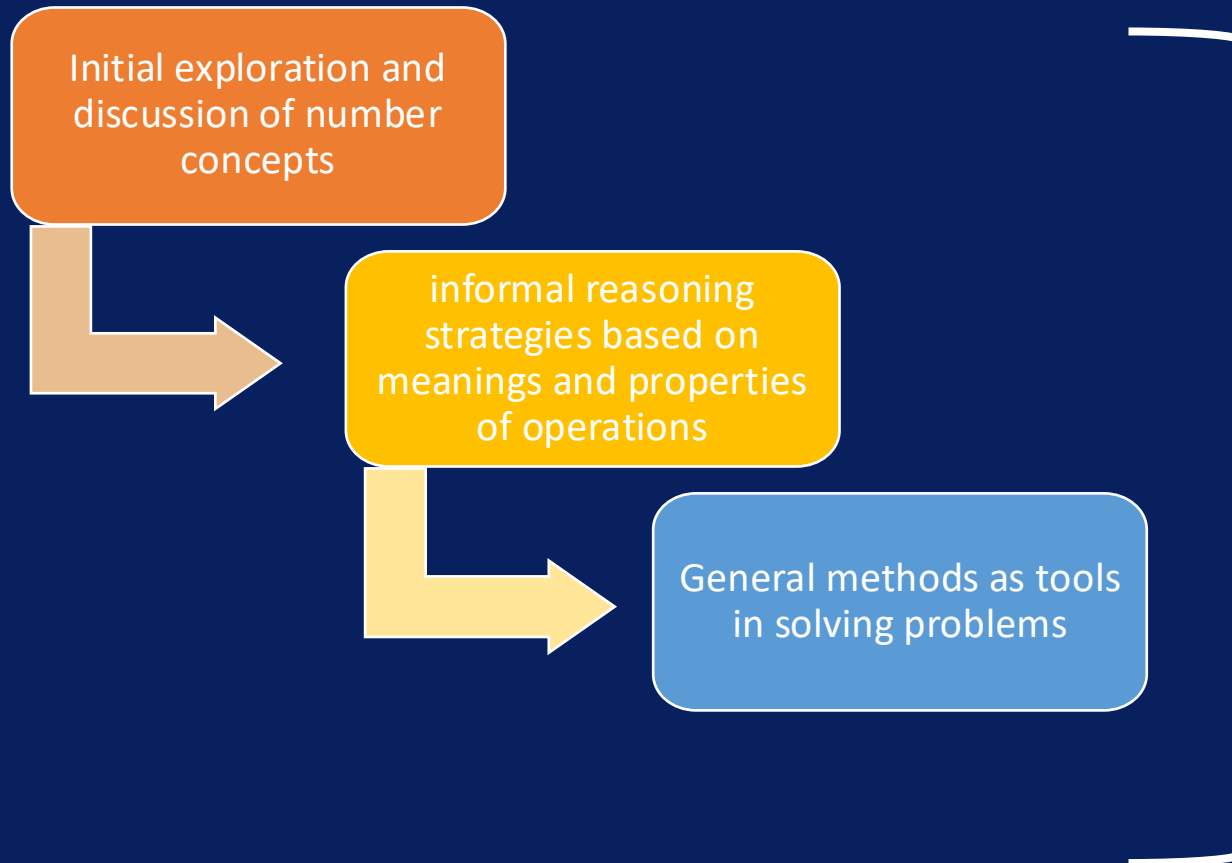 Initial exploration and
discussion of number
concepts
informal reasoning
strategies based on
meanings and properties
of operations
General methods as tools
in solving problems